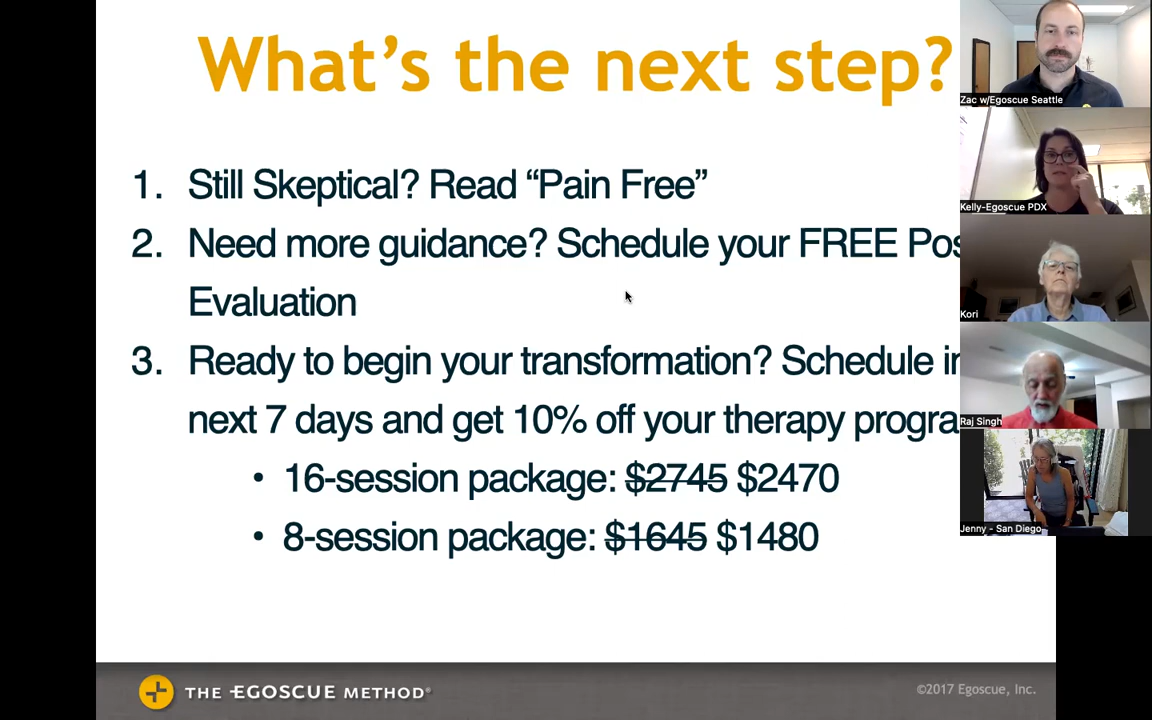 What's the next step?
1. Still Skeptical? Read “Pain Free”
2. Need more guidance? Schedule your FREE
Evaluation
3. Ready to begin your transformation? Schedule
next 7 days and get 10% off your therapy
• 16-session package: $2745 $2470
• 8-session package: $1645 $1480
THE EGOSCUE METHOD®
©2017 Egoscue, Inc.
Zac w/Egoscue Seattle
Kelly-Egoscue PDX
Kori
Raj Singh
Jenny - San Diego